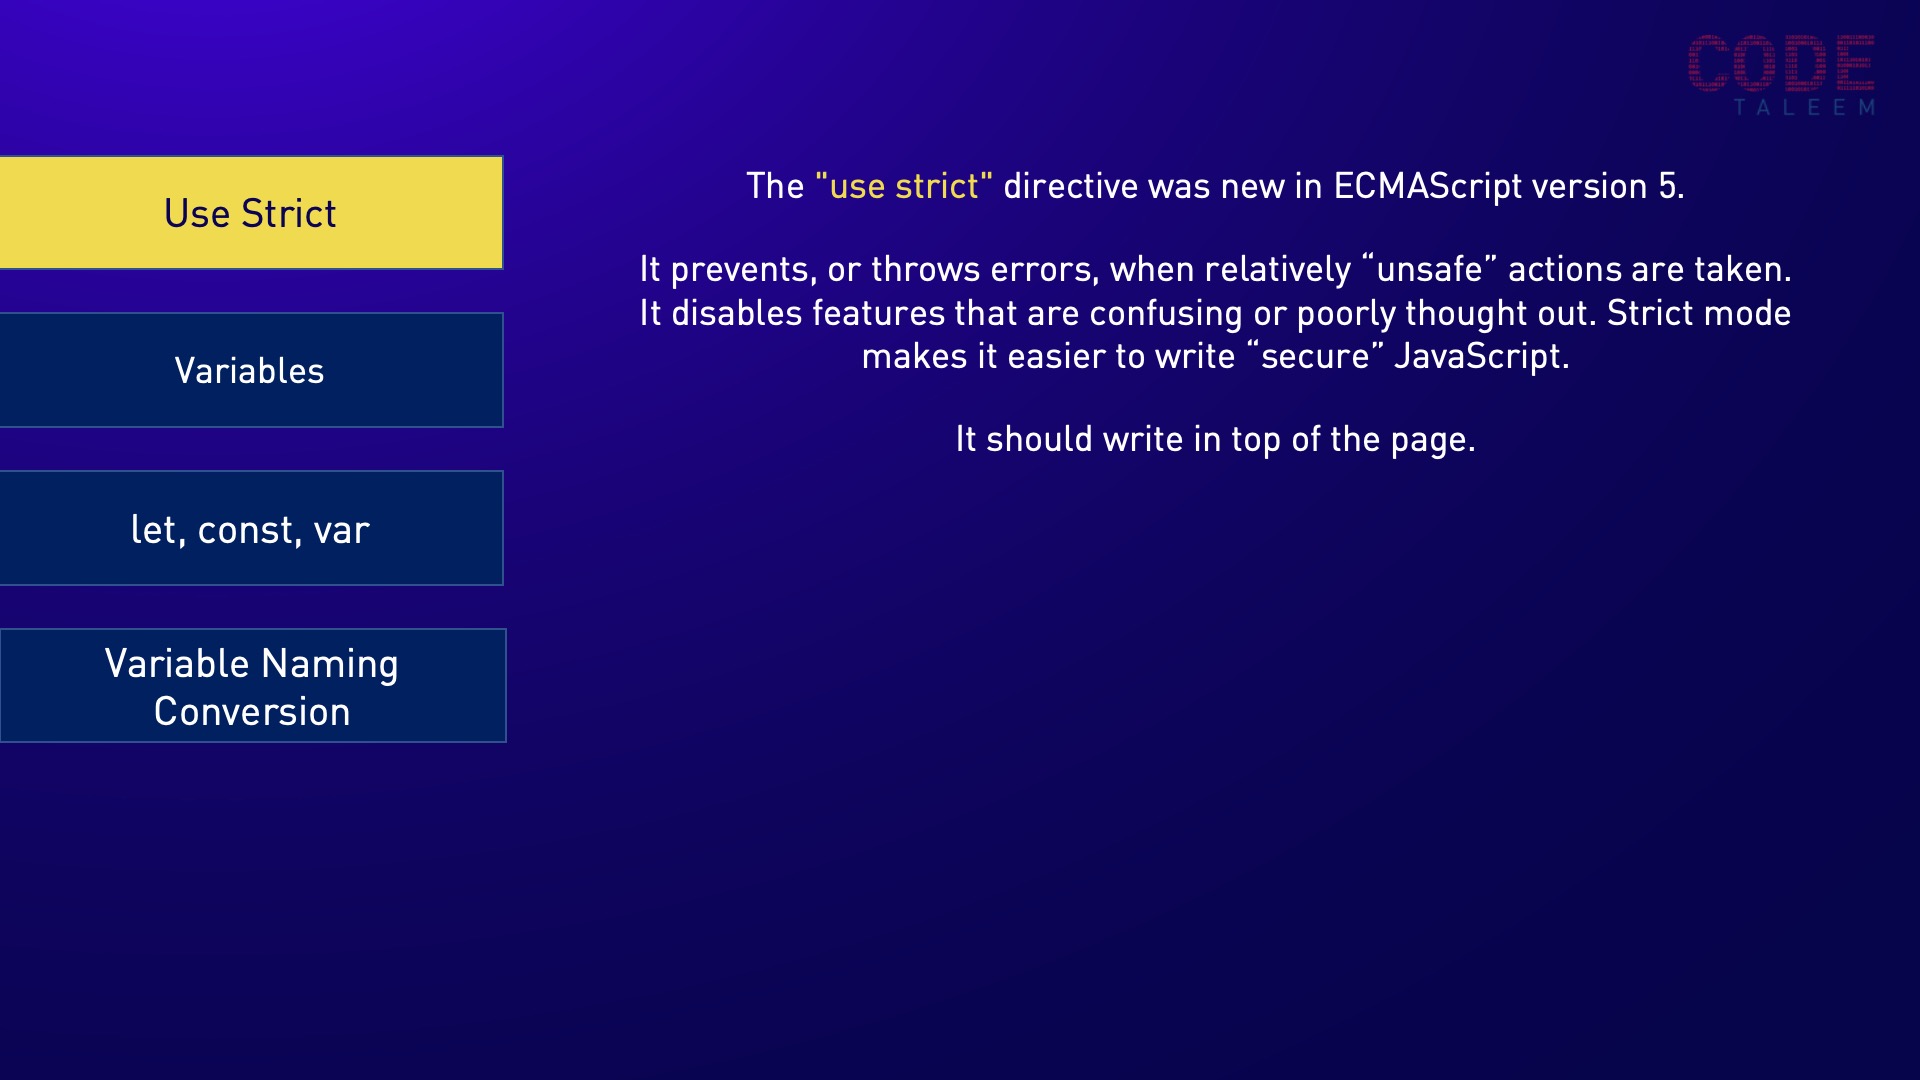 CODE
TALEEM
Use Strict
Variables
let, const, var
Variable Naming
Conversion
The "use strict" directive was new in ECMAScript version 5.
It prevents, or throws errors, when relatively “unsafe” actions are taken.
It disables features that are confusing or poorly thought out. Strict mode
makes it easier to write “secure” JavaScript.
It should write in top of the page.